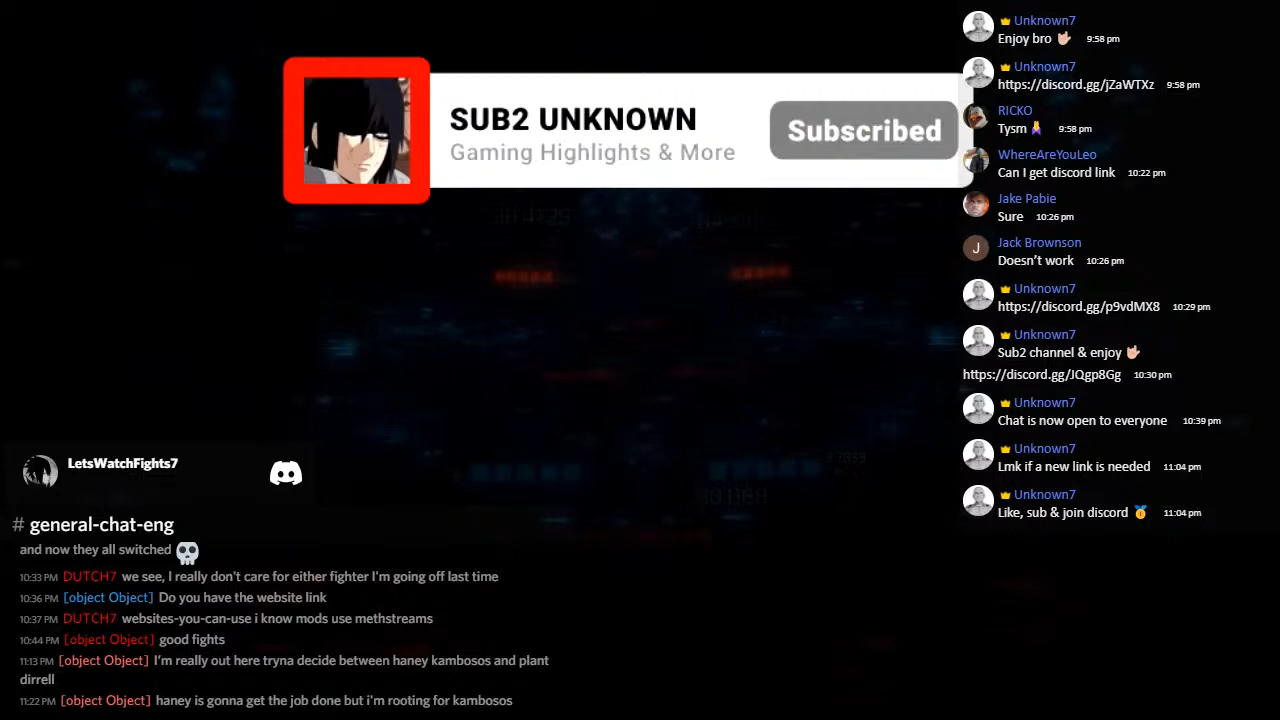 SUB2 UNKNOWN
Gaming Highlights & More
Subscribed
Unknown7
Enjoy bro 🤟🏻 9:58 pm
Unknown7
https://discord.gg/jZaWTXz 9:58 pm
RICKO
Tysm 9:58 pm
WhereAreYouLeo
Can I get discord link 10:22 pm
Jake Pabie
Sure 10:26 pm
J
Jack Brownson
Doesn’t work 10:26 pm
Unknown7
https://discord.gg/p9vdMX8 10:29 pm
Unknown7
Sub2 channel & enjoy 🤟🏻
https://discord.gg/JQgp8Gg 10:30 pm
Unknown7
Chat is now open to everyone 10:39 pm
Unknown7
Lmk if a new link is needed 11:04 pm
Unknown7
Like, sub & join discord 🥇 11:04 pm
LetsWatchFights7
# general-chat-eng
and now they all switched 💀
10:33 PM DUTCH7 we see, I really don't care for either fighter I'm going off last time
10:36 PM [object Object] Do you have the website link
10:37 PM DUTCH7 websites-you-can-use i know mods use methstreams
10:44 PM [object Object] good fights
11:13 PM [object Object] I’m really out here tryna decide between haney kambosos and plant
dirrell
11:22 PM [object Object] haney is gonna get the job done but i'm rooting for kambosos